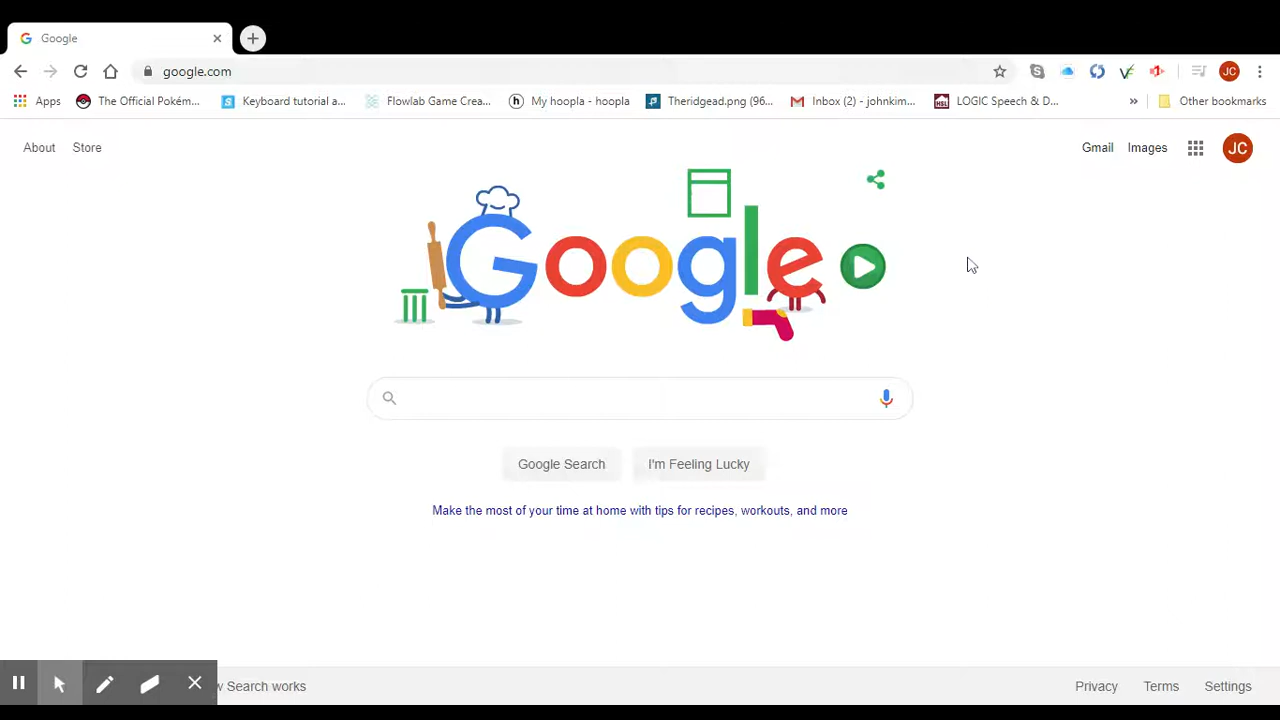 Google
google.com
JC
Apps
The Official Pokém...
Keyboard tutorial a...
Flowlab Game Crea...
My hoopla - hoopla
Theridgead.png (96...
Inbox (2) - johnkim...
LOGIC Speech & D...
»
Other bookmarks
About
Store
Gmail
Images
JC
Google
Google Search
I'm Feeling Lucky
Make the most of your time at home with tips for recipes, workouts, and more
Search works
Privacy
Terms
Settings